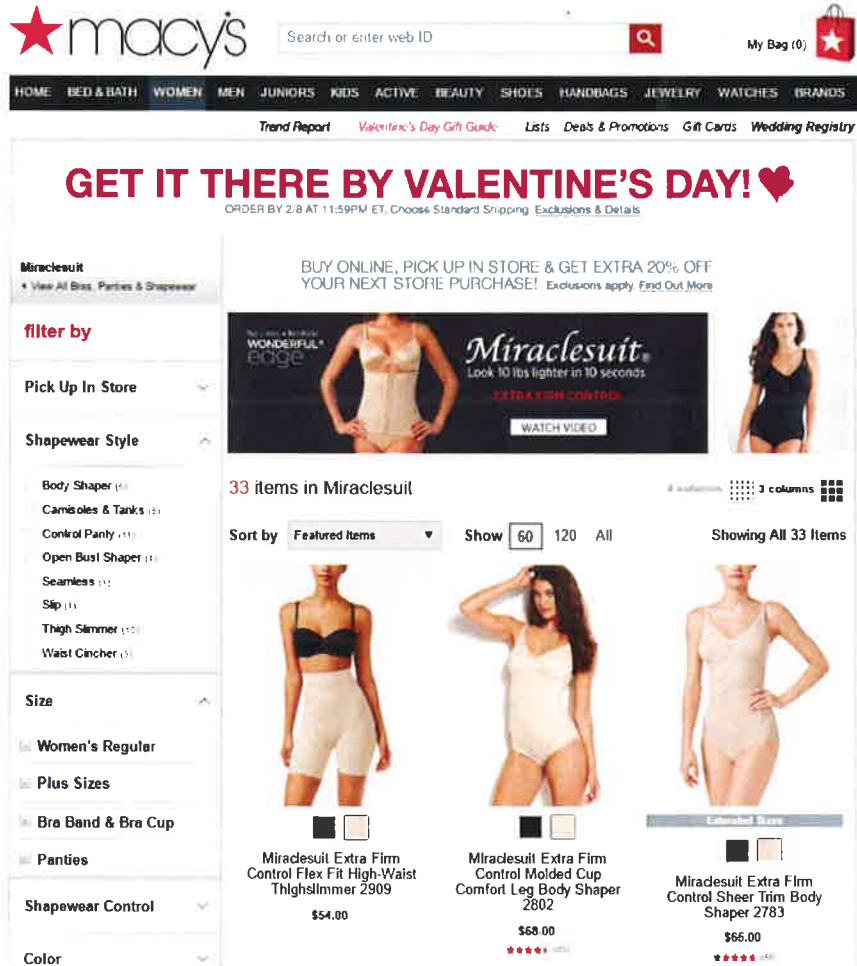 macy's
Search or enter web ID
My Bag (0)
HOME BED & BATH WOMEN MEN JUNIORS KIDS ACTIVE BEAUTY SHOES HANDBAGS JEWELRY WATCHES BRANDS
Trend Report Valentine's Day Gift Guide Lists Deals & Promotions Gift Cards Wedding Registry
GET IT THERE BY VALENTINE'S DAY!
ORDER BY 2/8 AT 11:59PM ET, Choose Standard Shipping. Exclusions & Details
Miraclesuit
View All Bras, Panties & Shapewear
BUY ONLINE, PICK UP IN STORE & GET EXTRA 20% OFF
YOUR NEXT STORE PURCHASE! Exclusions apply. Find Out More
filter by
Pick Up In Store
Shapewear Style
Body Shaper
Camisoles & Tanks
Control Panty
Open Bust Shaper
Seamless
Slip
Thigh Slimmer
Waist Cincher
Size
Women's Regular
Plus Sizes
Bra Band & Bra Cup
Panties
Shapewear Control
Color
WONDERFUL
edge
Miraclesuit®
Look 10 lbs lighter in 10 seconds
EXTRA FIRM CONTROL
WATCH VIDEO
33 items in Miraclesuit
columns 3 columns
Sort by Featured Items Show 60 120 All Showing All 33 Items
Miraclesuit Extra Firm
Control Flex Fit High-Waist
Thighslimmer 2909
$54.00
Miraclesuit Extra Firm
Control Molded Cup
Comfort Leg Body Shaper
2802
$68.00
Extended Sizes
Miraclesuit Extra Firm
Control Sheer Trim Body
Shaper 2783
$65.00